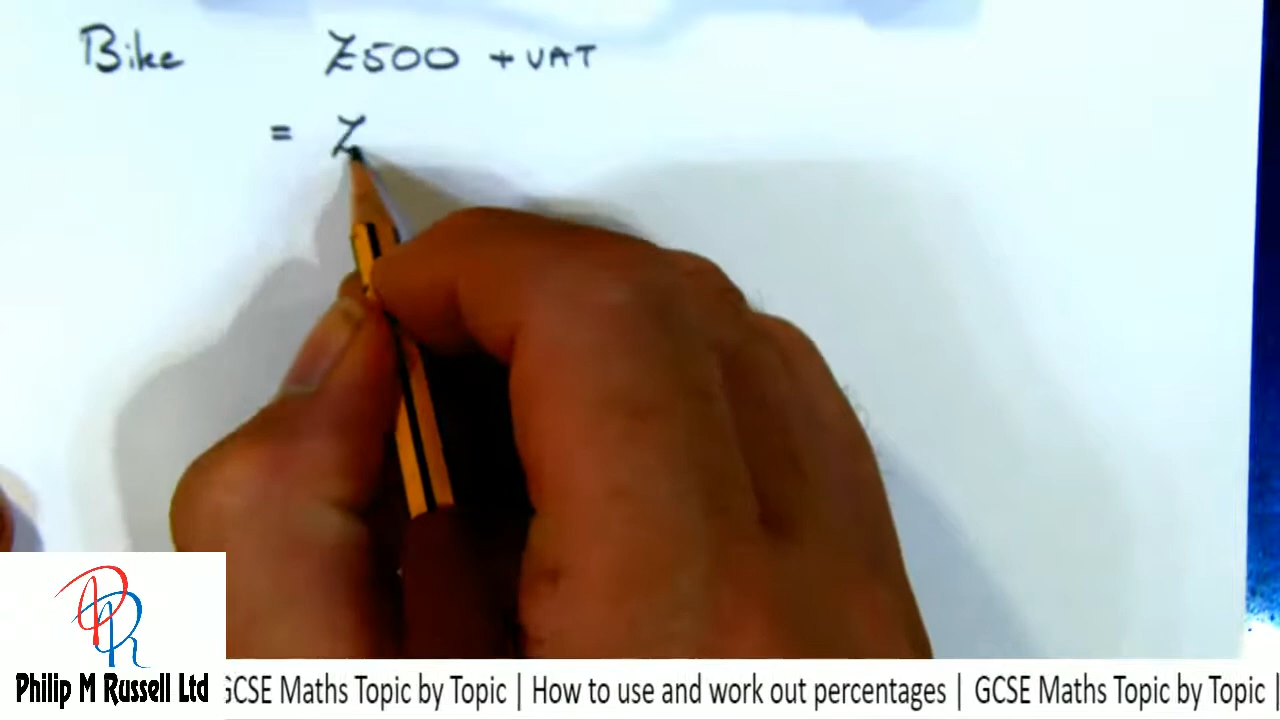 Bike £500 + VAT
= £
Philip M Russell Ltd
GCSE Maths Topic by Topic | How to use and work out percentages | GCSE Maths Topic by Topic |